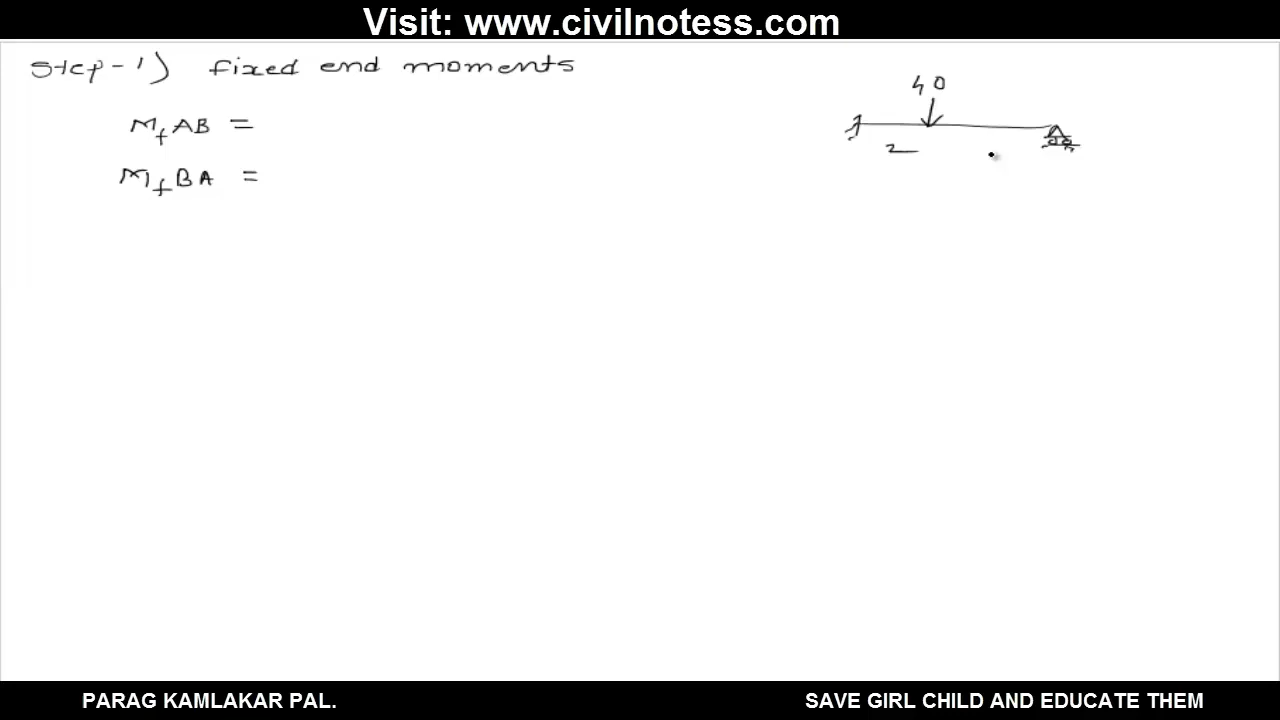 Visit: www.civilnotess.com
Step-1) fixed end moments
40
MfAB =
2
MfBA =
PARAG KAMLAKAR PAL.
SAVE GIRL CHILD AND EDUCATE THEM